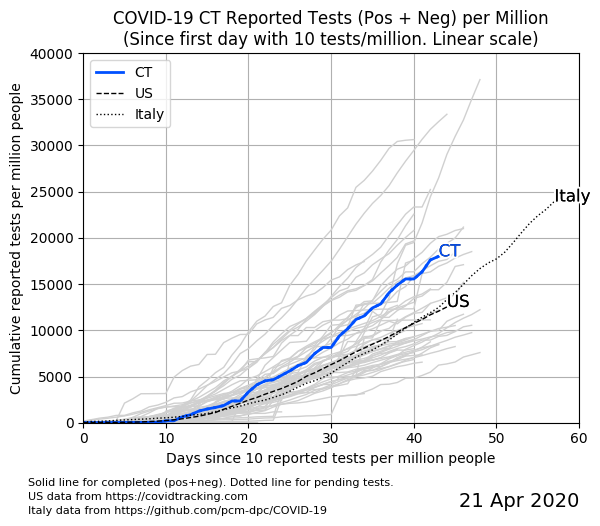 COVID-19 CT Reported Tests (Pos + Neg) per Million
(Since first day with 10 tests/million. Linear scale)
CT
US
Italy
40000
35000
30000
25000
20000
15000
10000
5000
0
Cumulative reported tests per million people
Italy
CT
US
0 10 20 30 40 50 60
Days since 10 reported tests per million people
Solid line for completed (pos+neg). Dotted line for pending tests.
US data from https://covidtracking.com
Italy data from https://github.com/pcm-dpc/COVID-19
21 Apr 2020